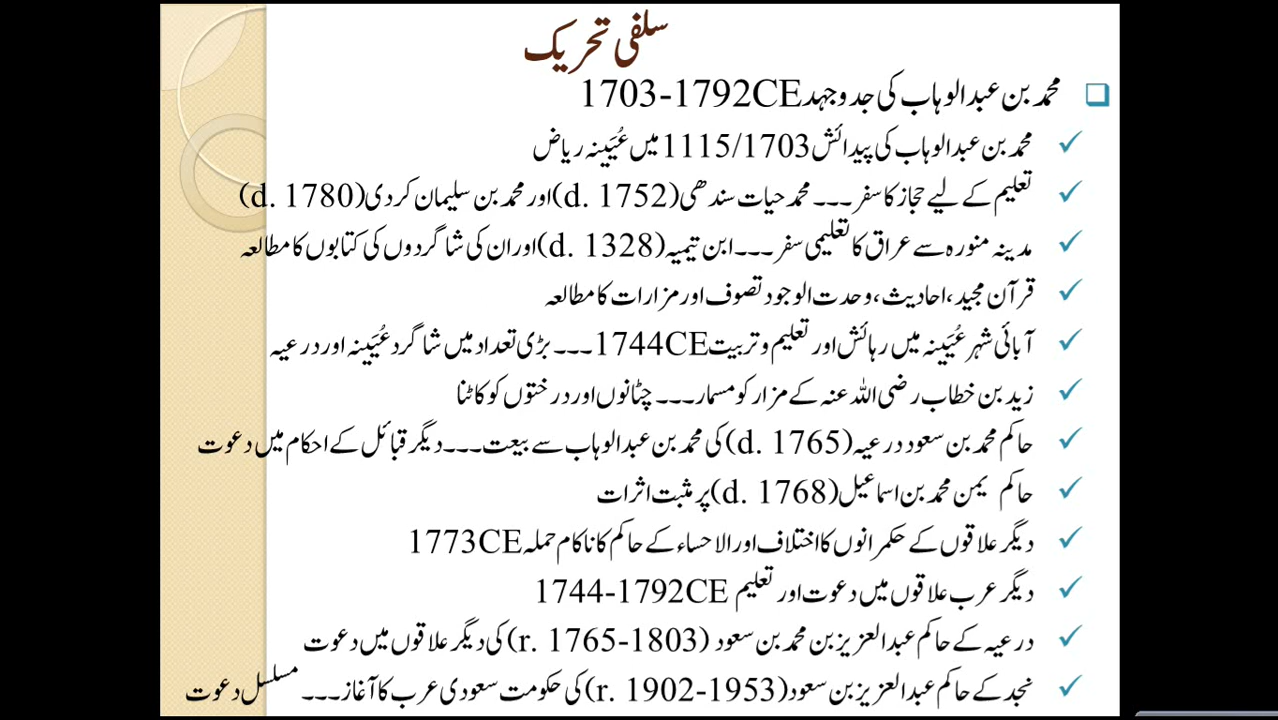 سلفی تحریک
محمد بن عبدالوہاب کی جدوجہد 1703-1792CE
محمد بن عبدالوہاب کی پیدائش 1115/1703 میں عُیَینہ ریاض
تعلیم کے لیے حجاز کا سفر۔۔۔ محمد حیات سندھی (d. 1752) اور محمد بن سلیمان کردی (d. 1780)
مدینہ منورہ سے عراق کا تعلیمی سفر۔۔۔ ابن تیمیہ (d. 1328) اور ان کی شاگردوں کی کتابوں کا مطالعہ
قرآن مجید، احادیث، وحدت الوجود تصوف اور مزارات کا مطالعہ
آبائی شہر عُیَینہ میں رہائش اور تعلیم و تربیت 1744CE۔۔۔ بڑی تعداد میں شاگرد عُیَینہ اور درعیہ
زید بن خطاب رضی اللہ عنہ کے مزار کو مسمار۔۔۔ چٹانوں اور درختوں کو کاٹنا
حاکم محمد بن سعود درعیہ (d. 1765) کی محمد بن عبدالوہاب سے بیعت۔۔۔ دیگر قبائل کے احکام میں دعوت
حاکم یمن محمد بن اسماعیل (d. 1768) پر مثبت اثرات
دیگر علاقوں کے حکمرانوں کا اختلاف اور الاحساء کے حاکم کا ناکام حملہ 1773CE
دیگر عرب علاقوں میں دعوت اور تعلیم 1744-1792CE
درعیہ کے حاکم عبدالعزیز بن محمد بن سعود (r. 1765-1803) کی دیگر علاقوں میں دعوت
نجد کے حاکم عبدالعزیز بن سعود (r. 1902-1953) کی حکومت سعودی عرب کا آغاز۔۔۔ مسلسل دعوت